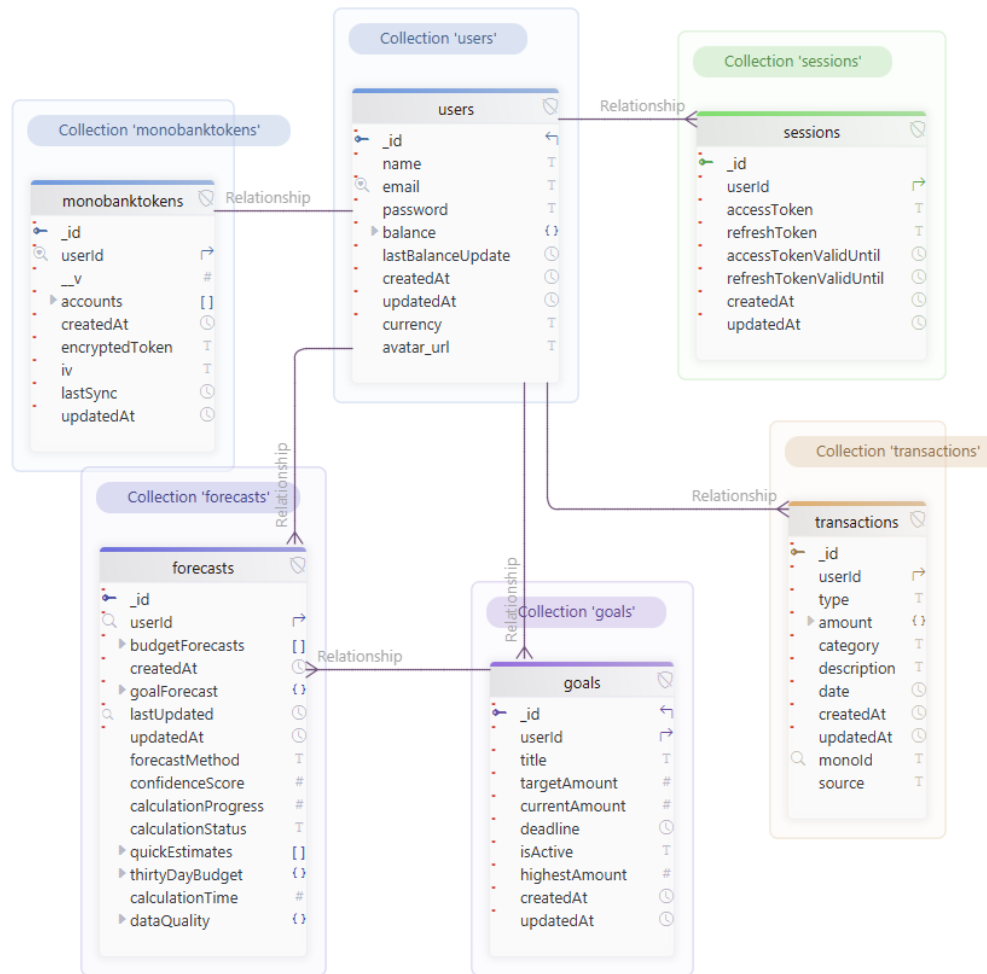 Collection 'users'
users
_id
name
email
password
balance
lastBalanceUpdate
createdAt
updatedAt
currency
avatar_url
Collection 'sessions'
sessions
_id
userId
accessToken
refreshToken
accessTokenValidUntil
refreshTokenValidUntil
createdAt
updatedAt
Relationship
Collection 'monobanktokens'
monobanktokens
_id
userId
__v
accounts
createdAt
encryptedToken
iv
lastSync
updatedAt
Relationship
Collection 'forecasts'
forecasts
_id
userId
budgetForecasts
createdAt
goalForecast
lastUpdated
updatedAt
forecastMethod
confidenceScore
calculationProgress
calculationStatus
quickEstimates
thirtyDayBudget
calculationTime
dataQuality
Relationship
Relationship
Collection 'goals'
goals
_id
userId
title
targetAmount
currentAmount
deadline
isActive
highestAmount
createdAt
updatedAt
Relationship
Collection 'transactions'
transactions
_id
userId
type
amount
category
description
date
createdAt
updatedAt
monoId
source
Relationship